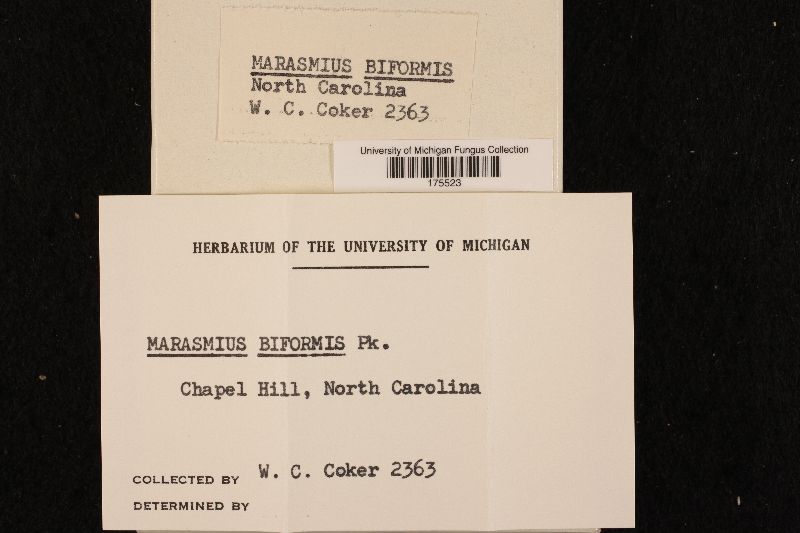 MARASMIUS BIFORMIS
North Carolina
W. C. Coker 2363
University of Michigan Fungus Collection
175523
HERBARIUM OF THE UNIVERSITY OF MICHIGAN
MARASMIUS BIFORMIS Pk.
Chapel Hill, North Carolina
COLLECTED BY W. C. Coker 2363
DETERMINED BY